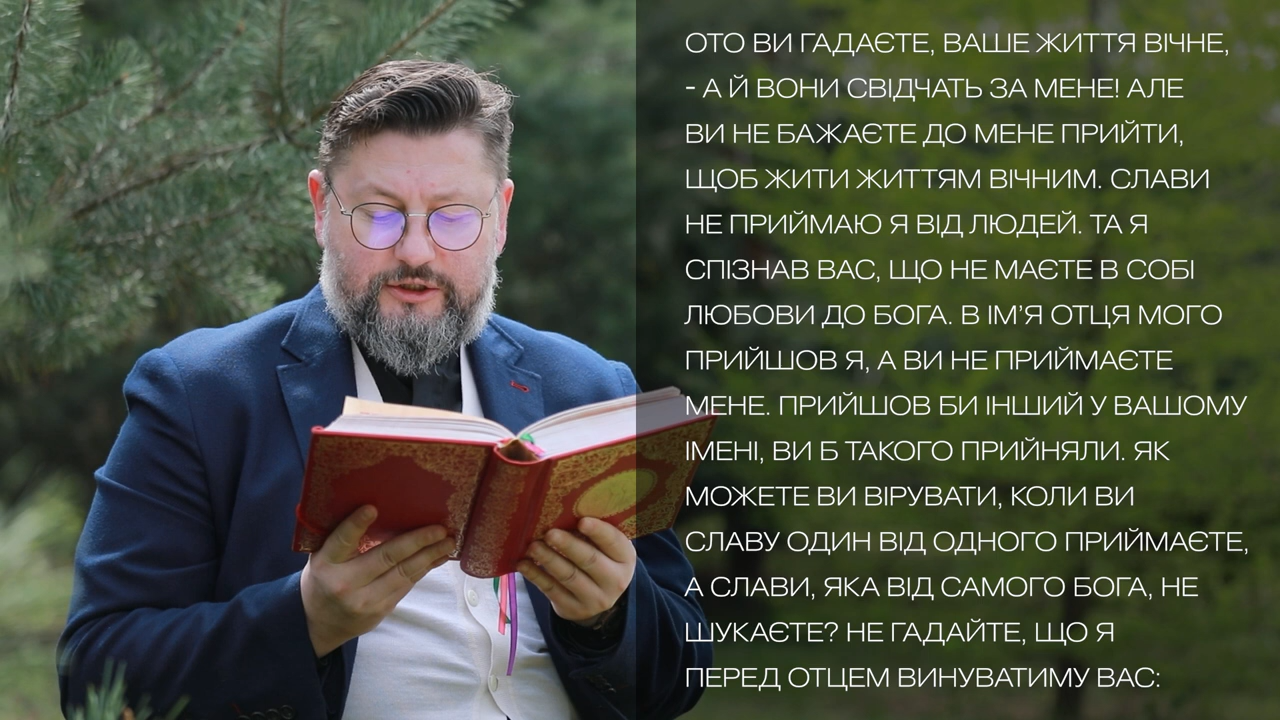 ОТО ВИ ГАДАЄТЕ, ВАШЕ ЖИТТЯ ВІЧНЕ,
- А Й ВОНИ СВІДЧАТЬ ЗА МЕНЕ! АЛЕ
ВИ НЕ БАЖАЄТЕ ДО МЕНЕ ПРИЙТИ,
ЩОБ ЖИТИ ЖИТТЯМ ВІЧНИМ. СЛАВИ
НЕ ПРИЙМАЮ Я ВІД ЛЮДЕЙ. ТА Я
СПІЗНАВ ВАС, ЩО НЕ МАЄТЕ В СОБІ
ЛЮБОВИ ДО БОГА. В ІМ’Я ОТЦЯ МОГО
ПРИЙШОВ Я, А ВИ НЕ ПРИЙМАЄТЕ
МЕНЕ. ПРИЙШОВ БИ ІНШИЙ У ВАШОМУ
ІМЕНІ, ВИ Б ТАКОГО ПРИЙНЯЛИ. ЯК
МОЖЕТЕ ВИ ВІРУВАТИ, КОЛИ ВИ
СЛАВУ ОДИН ВІД ОДНОГО ПРИЙМАЄТЕ,
А СЛАВИ, ЯКА ВІД САМОГО БОГА, НЕ
ШУКАЄТЕ? НЕ ГАДАЙТЕ, ЩО Я
ПЕРЕД ОТЦЕМ ВИНУВАТИМУ ВАС: